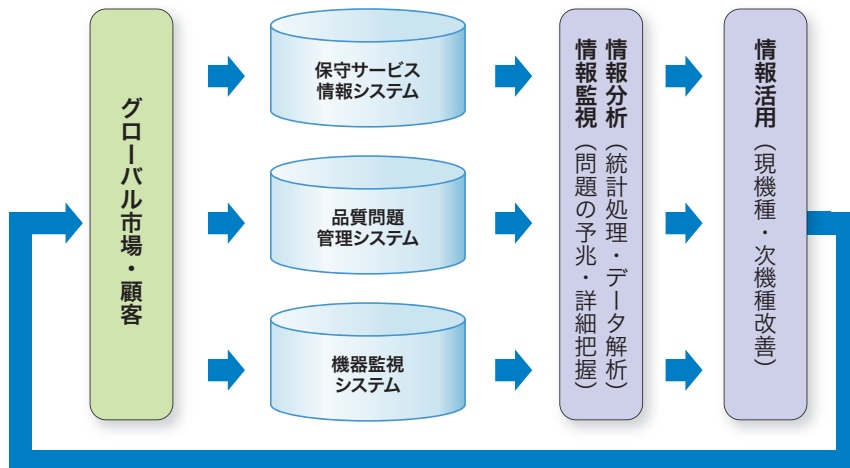 グローバル市場・顧客
保守サービス
情報システム
品質問題
管理システム
機器監視
システム
情報分析（統計処理・データ解析）
情報監視（問題の予兆・詳細把握）
情報活用（現機種・次機種改善）